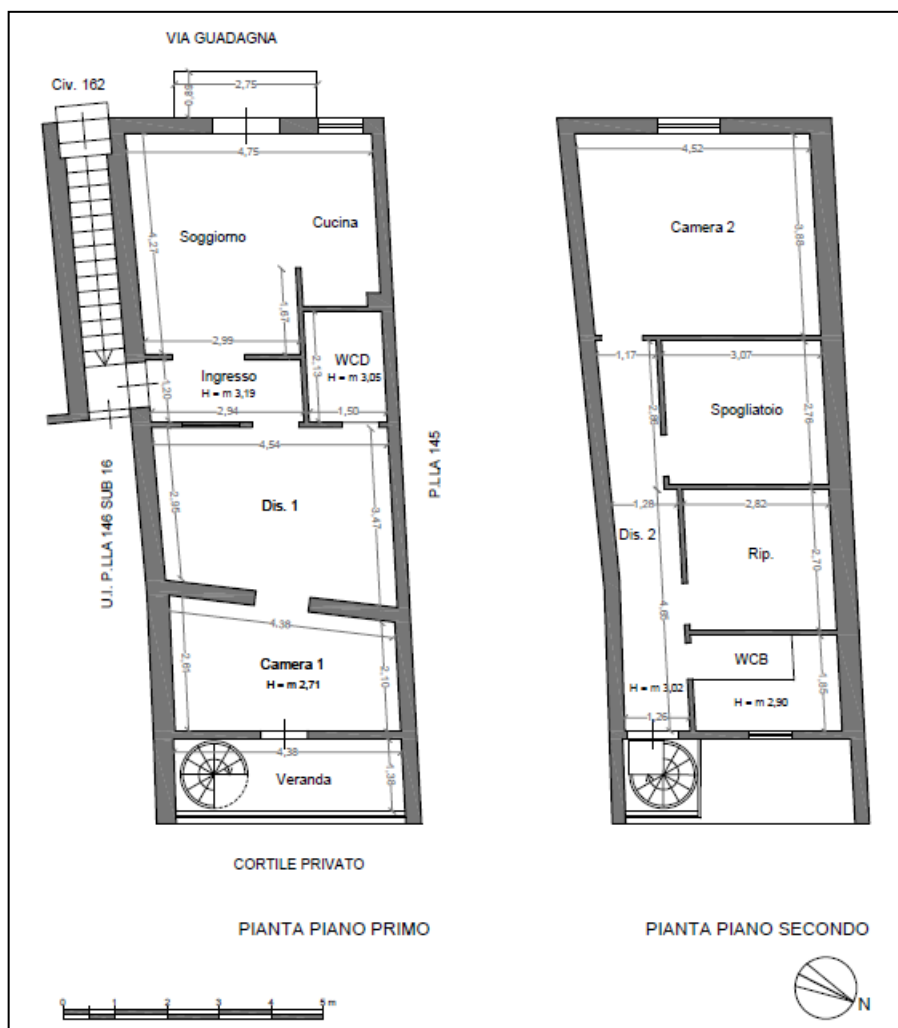 VIA GUADAGNA
Civ. 162
0,89
2,75
4,75
4,52
Cucina
Soggiorno
Camera 2
4,27
3,88
1,67
2,99
1,17
3,07
WCD
H = m 3,05
2,13
Ingresso
H = m 3,19
1,20
2,86
2,76
Spogliatoio
2,94
1,50
4,54
P.LLA 145
U.I. P.LLA 146 SUB 16
1,28
2,82
Dis. 1
2,95
3,47
Dis. 2
Rip.
2,70
4,65
4,38
Camera 1
H = m 2,71
2,61
2,10
WCB
H = m 3,02
H = m 2,90
1,85
1,26
4,38
Veranda
1,38
CORTILE PRIVATO
PIANTA PIANO PRIMO
PIANTA PIANO SECONDO
0 1 2 3 4 5 m
N